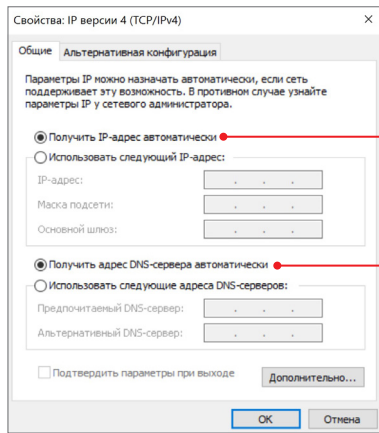 Свойства: IP версии 4 (TCP/IPv4)
Общие
Альтернативная конфигурация
Параметры IP можно назначать автоматически, если сеть
поддерживает эту возможность. В противном случае узнайте
параметры IP у сетевого администратора.
Получить IP-адрес автоматически
Использовать следующий IP-адрес:
IP-адрес:
Маска подсети:
Основной шлюз:
Получить адрес DNS-сервера автоматически
Использовать следующие адреса DNS-серверов:
Предпочитаемый DNS-сервер:
Альтернативный DNS-сервер:
Подтвердить параметры при выходе
Дополнительно...
ОК
Отмена